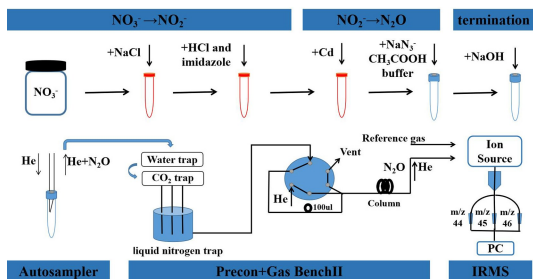 NO₃⁻→NO₂⁻
NO₂⁻→N₂O
termination
+NaCl
+HCl and
imidazole
+Cd
+NaN₃-
CH₃COOH
buffer
+NaOH
NO₃⁻
He
He+N₂O
Water trap
CO₂ trap
liquid nitrogen trap
Vent
He
100ul
Reference gas
N₂O
He
Column
Ion
Source
m/z m/z m/z
44 45 46
PC
Autosampler
Precon+Gas BenchII
IRMS